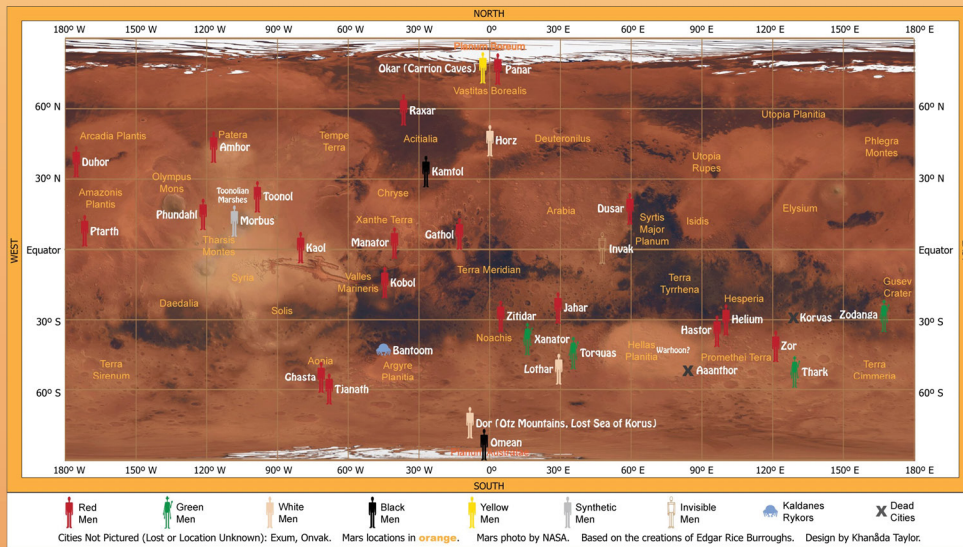 NORTH
180° W 150° W 120° W 90° W 60° W 30° W 0° 30° E 60° E 90° E 120° E 150° E 180° E
Planum Boreum
Okar (Carrion Caves) Panar
Vastitas Borealis
60° N 60° N
Raxar
Utopia Planitia
Arcadia Plantis
Patera
Amhor
Tempe
Terra
Acitialia
Horz
Deuteronilus
Phlegra
Montes
Duhor
Kamtol
Utopia
Rupes
30° N 30° N
Olympus
Mons
Amazonis
Plantis
Toonolian
Marshes
Toonol
Chryse
Phundahl
Morbus
Xanthe Terra
Arabia
Dusar
Syrtis
Major
Planum
Isidis
Elysium
Ptarth
Tharsis
Montes
Kaol
Manator
Gathol
Invak
WEST
Equator Equator
Syria
Valles
Marineris
Kobol
Terra Meridian
Terra
Tyrrhena
Gusev
Crater
Daedalia
Solis
Zitidar
Jahar
Hesperia
Helium
Korvas
Zodanga
30° S 30° S
Hastor
Noachis
Xanator
Torquas
Hellas
Planitia
Warhoon?
Zor
Promethei Terra
Bantoom
Terra
Sirenum
Aonia
Ghasta
Tjanath
Argyre
Planitia
Lothar
Aaanthor
Thark
Terra
Cimmeria
60° S 60° S
Dor (Otz Mountains, Lost Sea of Korus)
Omean
180° W 150° W 120° W 90° W 60° W 30° W 0° 30° E 60° E 90° E 120° E 150° E 180° E
SOUTH
Red
Men
Green
Men
White
Men
Black
Men
Yellow
Men
Synthetic
Men
Invisible
Men
Kaldanes
Rykors
Dead
Cities
Cities Not Pictured (Lost or Location Unknown): Exum, Onvak. Mars locations in orange. Mars photo by NASA. Based on the creations of Edgar Rice Burroughs. Design by Khanåda Taylor.